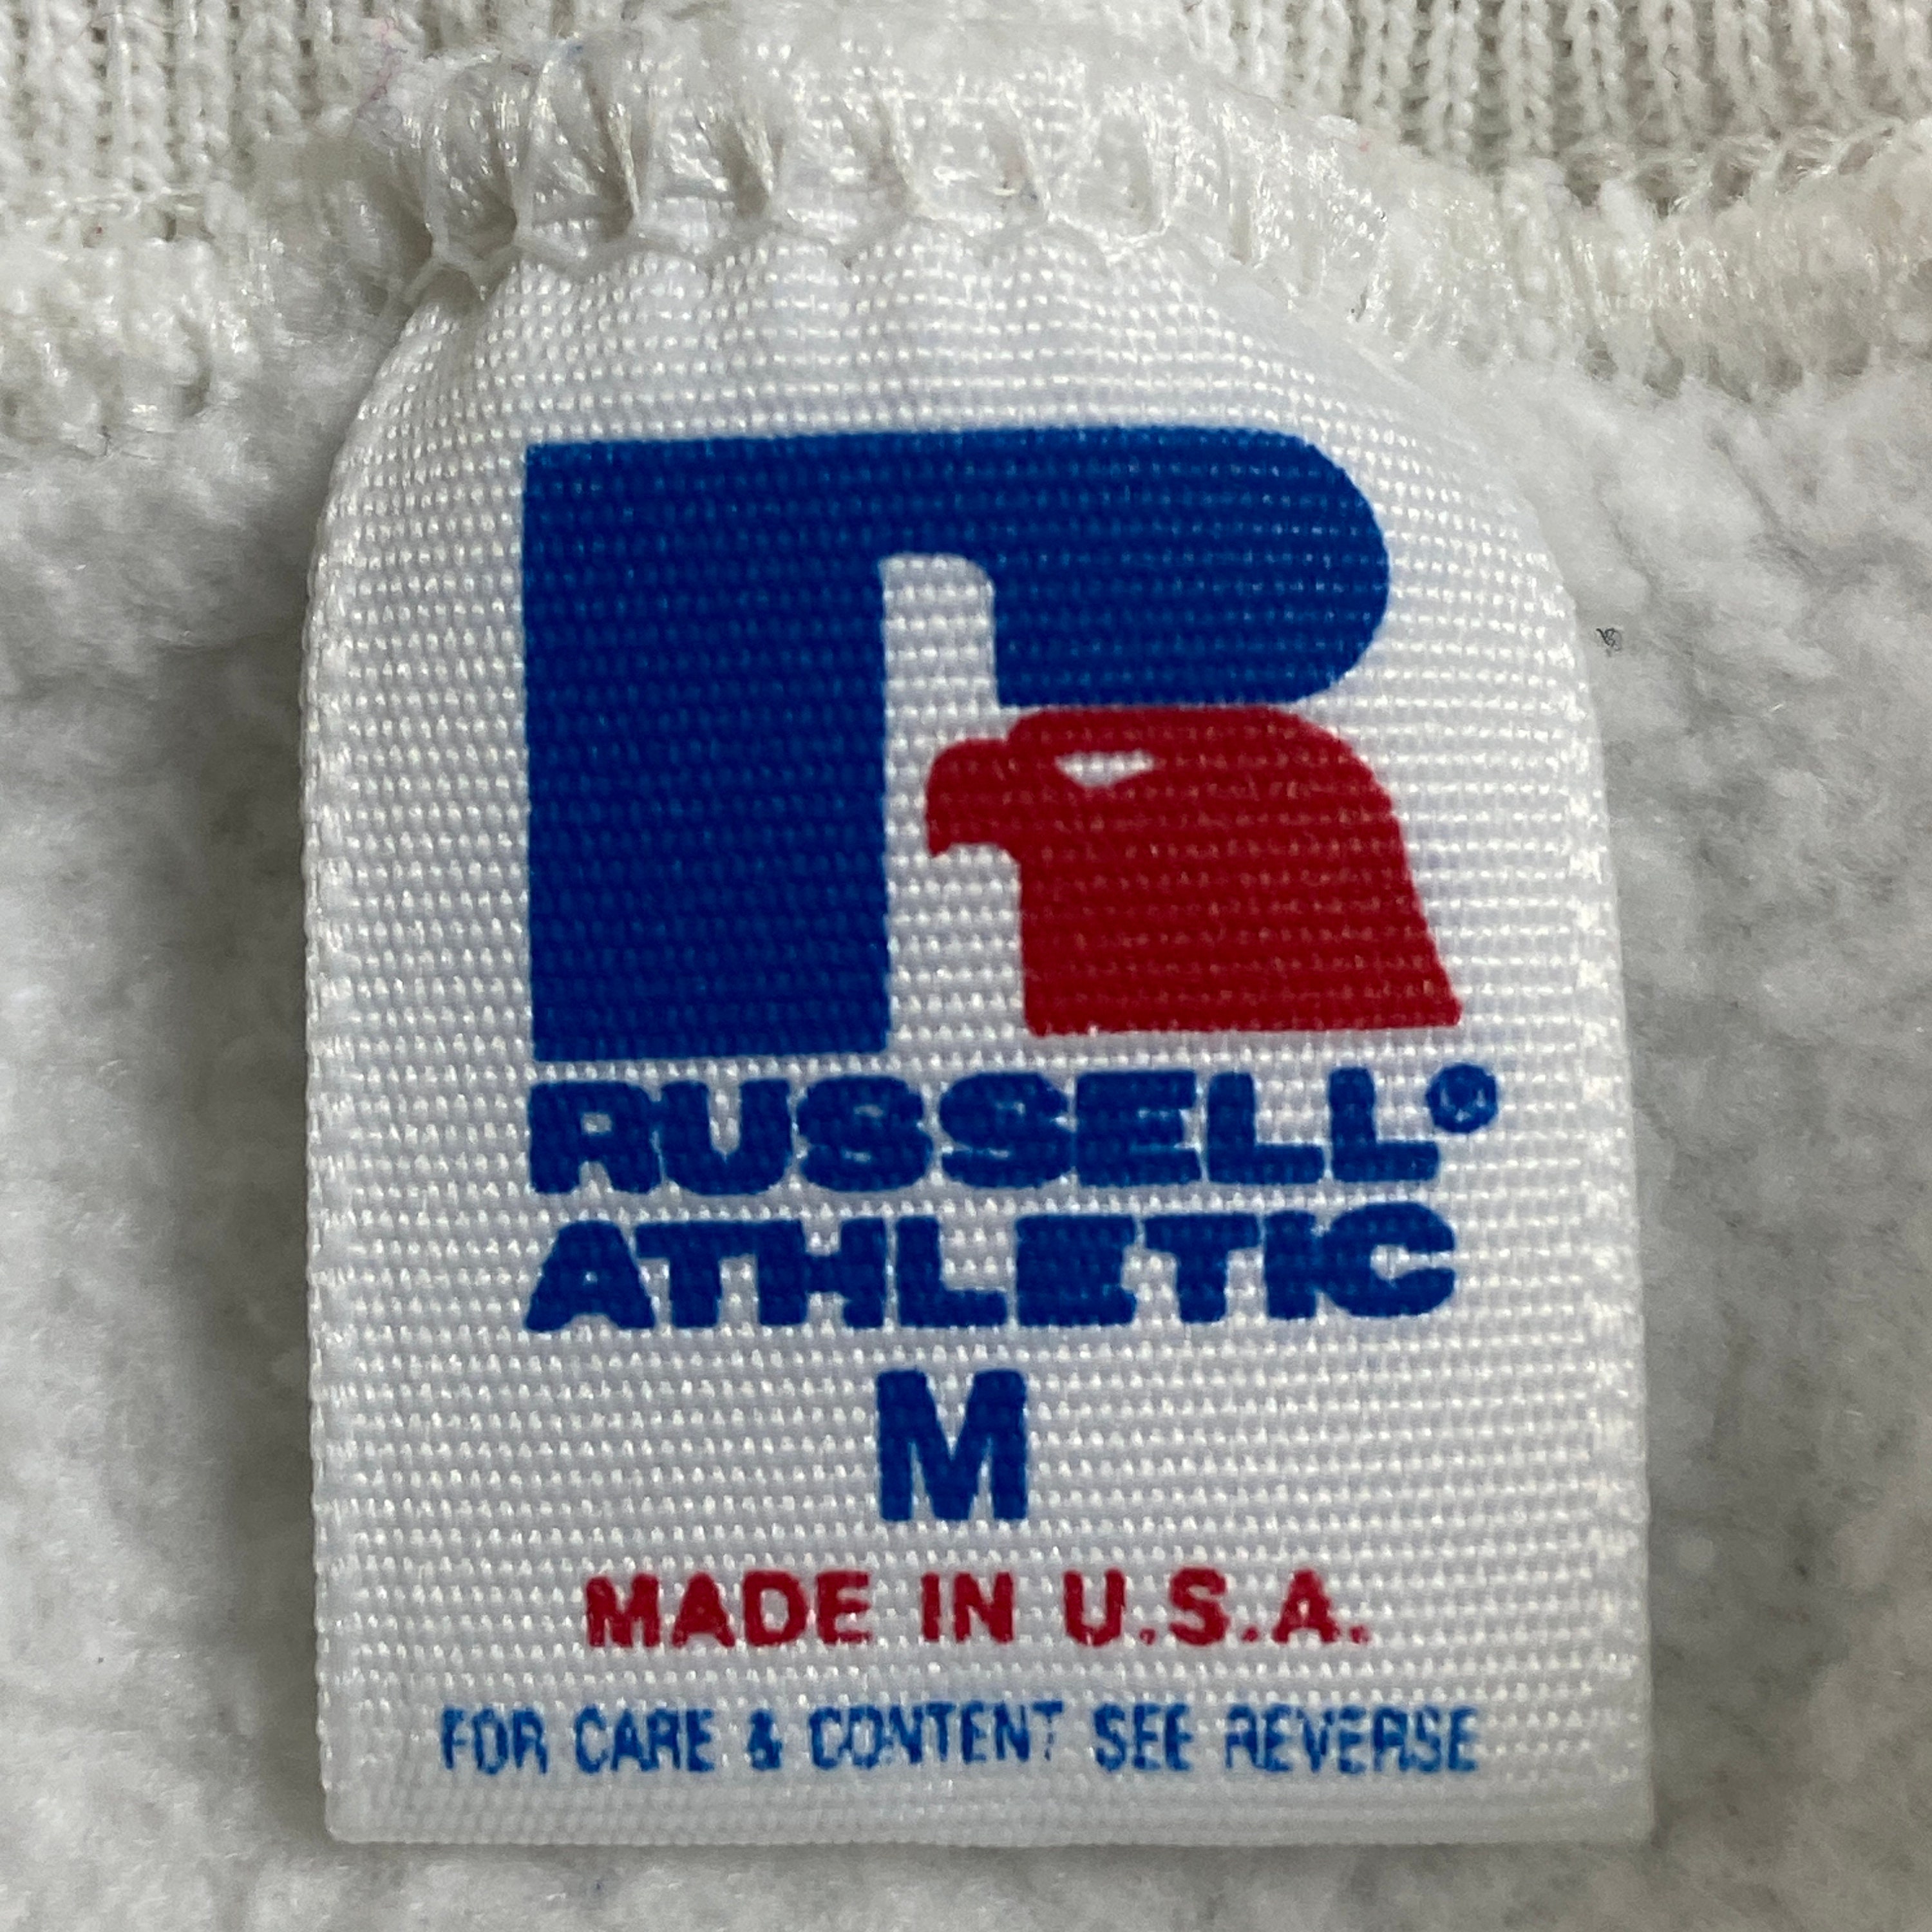 RUSSELL®
ATHLETIC
M
MADE IN U.S.A.
FOR CARE & CONTENT SEE REVERSE